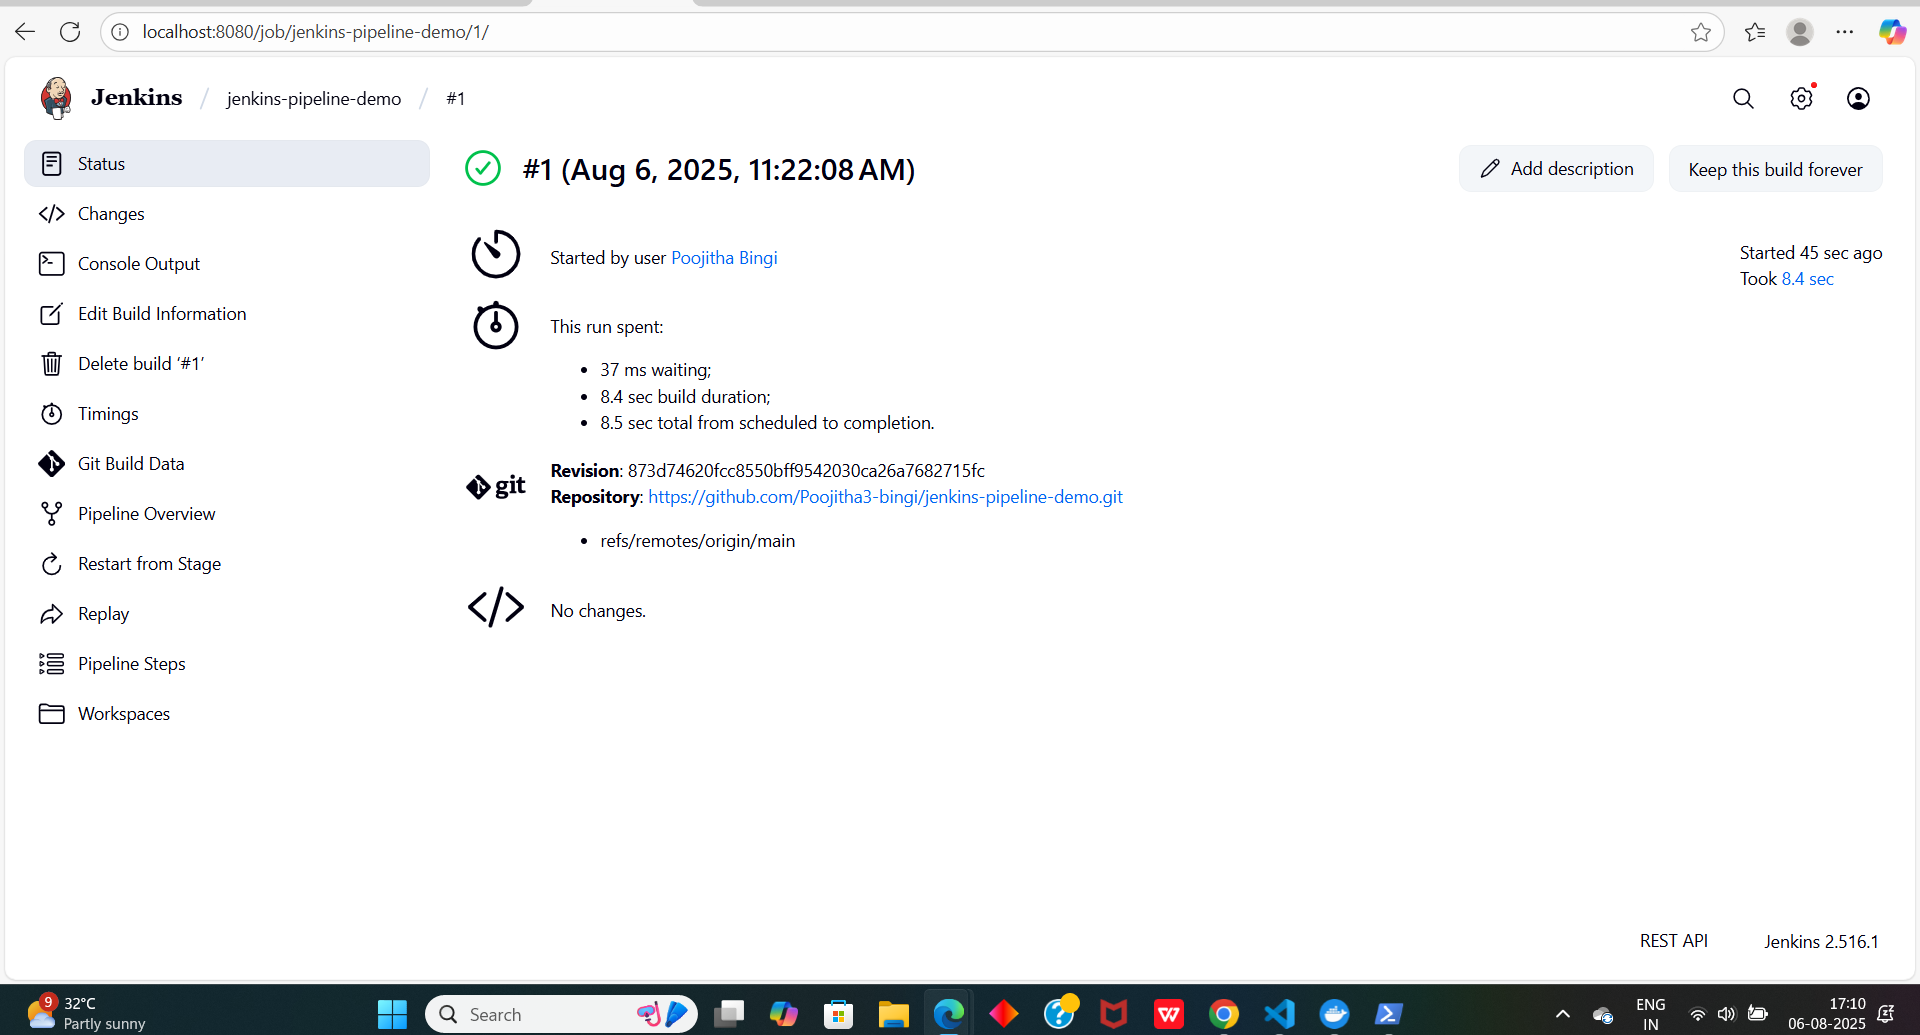 localhost:8080/job/jenkins-pipeline-demo/1/
Jenkins / jenkins-pipeline-demo / #1
Status
Changes
Console Output
Edit Build Information
Delete build ‘#1’
Timings
Git Build Data
Pipeline Overview
Restart from Stage
Replay
Pipeline Steps
Workspaces
#1 (Aug 6, 2025, 11:22:08 AM)
Add description
Keep this build forever
Started by user Poojitha Bingi
Started 45 sec ago
Took 8.4 sec
This run spent:
• 37 ms waiting;
• 8.4 sec build duration;
• 8.5 sec total from scheduled to completion.
git
Revision: 873d74620fcc8550bff9542030ca26a7682715fc
Repository: https://github.com/Poojitha3-bingi/jenkins-pipeline-demo.git
• refs/remotes/origin/main
No changes.
REST API
Jenkins 2.516.1
9
32°C
Partly sunny
Search
ENG
IN
17:10
06-08-2025